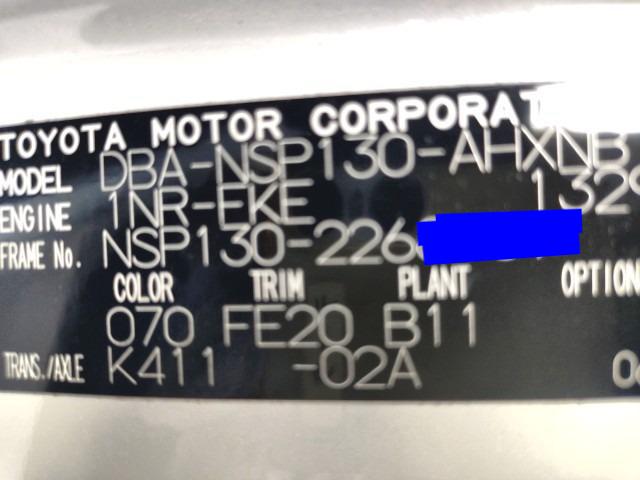 TOYOTA MOTOR CORPORAT
MODEL DBA-NSP130-AHXNB
ENGINE 1NR-FKE 1329
FRAME No. NSP130-226
COLOR TRIM PLANT OPTION
070 FE20 B11
TRANS./AXLE K411 -02A